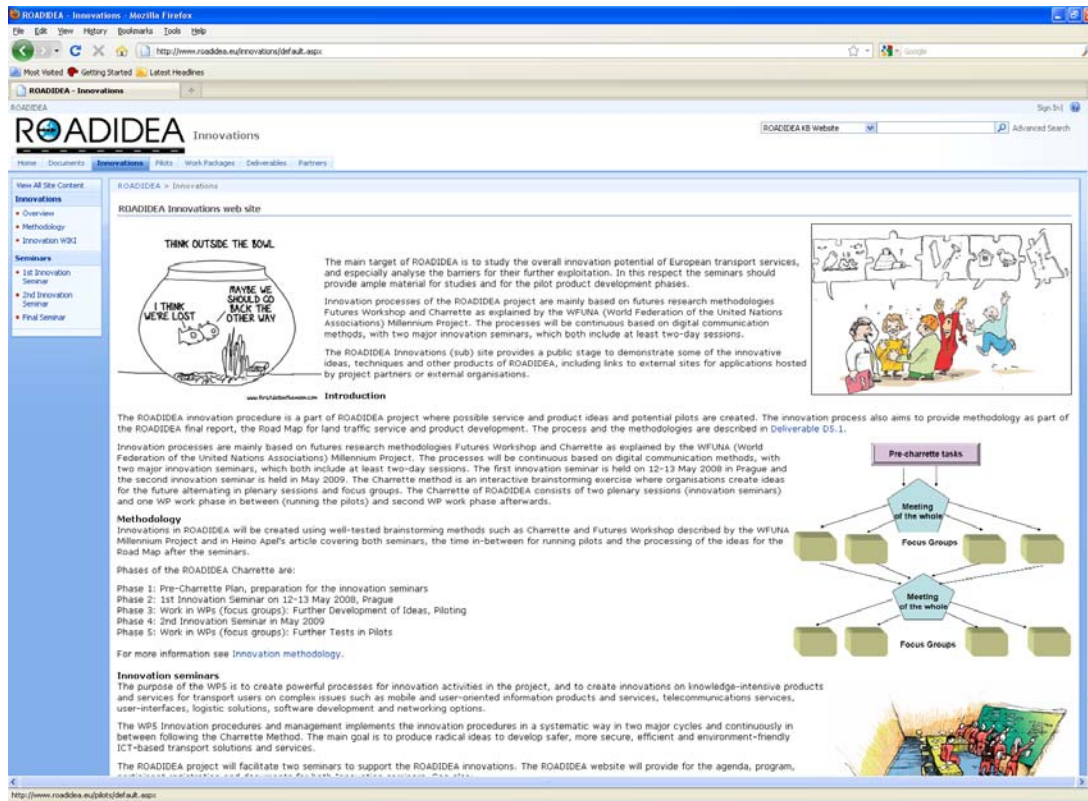 ROADIDEA - Innovations - Mozilla Firefox
File Edit View History Bookmarks Tools Help
http://www.roadidea.eu/innovations/default.aspx
Google
Most Visited Getting Started Latest Headlines
ROADIDEA - Innovations
ROADIDEA
Sign In
ROADIDEA Innovations
ROADIDEA KB Website
Advanced Search
Home Documents Innovations Pilots Work Packages Deliverables Partners
View All Site Content
Innovations
Overview
Methodology
Innovation WIKI
Seminars
1st Innovation
Seminar
2nd Innovation
Seminar
Final Seminar
ROADIDEA > Innovations
ROADIDEA Innovations web site
THINK OUTSIDE THE BOWL
I THINK
WE'RE LOST
MAYBE WE
SHOULD GO
BACK THE
OTHER WAY
The main target of ROADIDEA is to study the overall innovation potential of European transport services,
and especially analyse the barriers for their further exploitation. In this respect the seminars should
provide ample material for studies and for the pilot product development phases.
Innovation processes of the ROADIDEA project are mainly based on futures research methodologies
Futures Workshop and Charrette as explained by the WFUNA (World Federation of the United Nations
Associations) Millennium Project. The processes will be continuous based on digital communication
methods, with two major innovation seminars, which both include at least two-day sessions.
The ROADIDEA Innovations (sub) site provides a public stage to demonstrate some of the innovative
ideas, techniques and other products of ROADIDEA, including links to external sites for applications hosted
by project partners or external organisations.
Introduction
The ROADIDEA innovation procedure is a part of ROADIDEA project where possible service and product ideas and potential pilots are created. The innovation process also aims to provide methodology as part of
the ROADIDEA final report, the Road Map for land traffic service and product development. The process and the methodologies are described in Deliverable D5.1.
Innovation processes are mainly based on futures research methodologies Futures Workshop and Charrette as explained by the WFUNA (World
Federation of the United Nations Associations) Millennium Project. The processes will be continuous based on digital communication methods, with
two major innovation seminars, which both include at least two-day sessions. The first innovation seminar is held on 12-13 May 2008 in Prague and
the second innovation seminar is held in May 2009. The Charrette method is an interactive brainstorming exercise where organisations create ideas
for the future alternating in plenary sessions and focus groups. The Charrette of ROADIDEA consists of two plenary sessions (innovation seminars)
and one WP work phase in between (running the pilots) and second WP work phase afterwards.
Methodology
Innovations in ROADIDEA will be created using well-tested brainstorming methods such as Charrette and Futures Workshop described by the WFUNA
Millennium Project and in Heino Apel's article covering both seminars, the time in-between for running pilots and the processing of the ideas for the
Road Map after the seminars.
Phases of the ROADIDEA Charrette are:
Phase 1: Pre-Charrette Plan, preparation for the innovation seminars
Phase 2: 1st Innovation Seminar on 12-13 May 2008, Prague
Phase 3: Work in WPs (focus groups): Further Development of Ideas, Piloting
Phase 4: 2nd Innovation Seminar in May 2009
Phase 5: Work in WPs (focus groups): Further Tests in Pilots
For more information see Innovation methodology.
Pre-charrette tasks
Meeting
of the whole
Focus Groups
Meeting
of the whole
Focus Groups
Innovation seminars
The purpose of the WP5 is to create powerful processes for innovation activities in the project, and to create innovations on knowledge-intensive products
and services for transport users on complex issues such as mobile and user-oriented information products and services, telecommunications services,
user-interfaces, logistic solutions, software development and networking options.
The WP5 Innovation procedures and management implements the innovation procedures in a systematic way in two major cycles and continuously in
between following the Charrette Method. The main goal is to produce radical ideas to develop safer, more secure, efficient and environment-friendly
ICT-based transport solutions and services.
The ROADIDEA project will facilitate two seminars to support the ROADIDEA innovations. The ROADIDEA website will provide for the agenda, program,
http://www.roadidea.eu/pilots/default.aspx